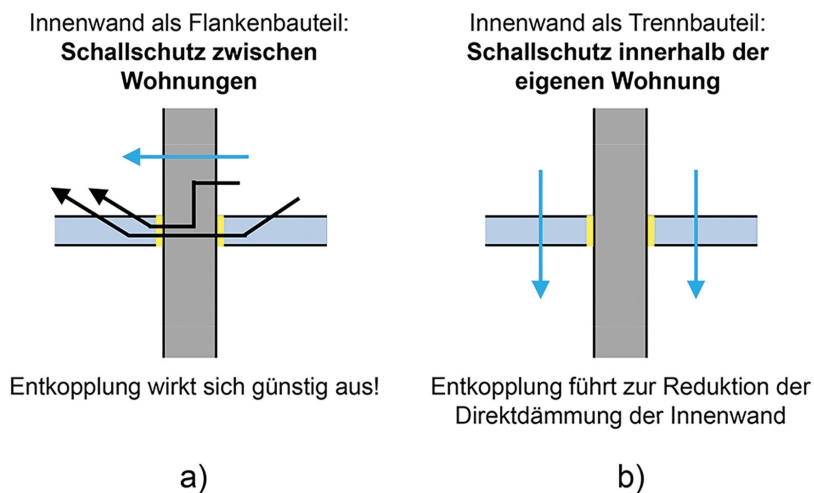 Innenwand als Flankenbauteil:
Schallschutz zwischen
Wohnungen
Entkopplung wirkt sich günstig aus!
a)
Innenwand als Trennbauteil:
Schallschutz innerhalb der
eigenen Wohnung
Entkopplung führt zur Reduktion der
Direktdämmung der Innenwand
b)